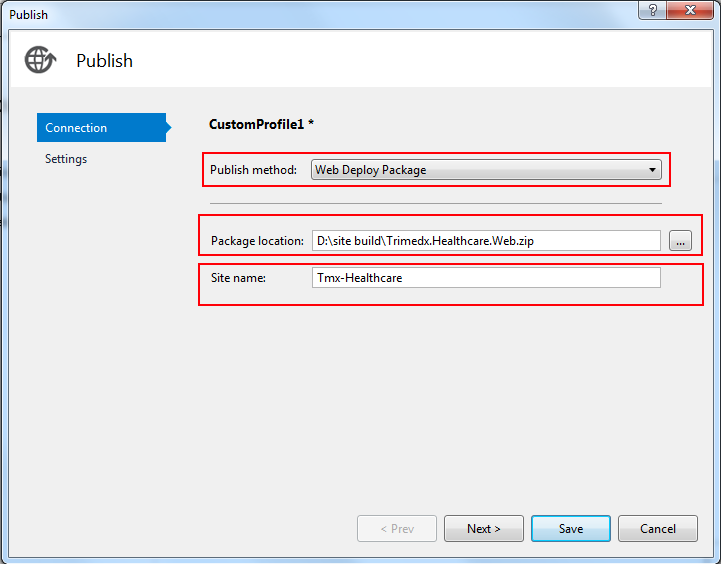 Publish
Publish
Connection
Settings
CustomProfile1 *
Publish method: Web Deploy Package
Package location: D:\site build\Trimedx.Healthcare.Web.zip ...
Site name: Tmx-Healthcare
< Prev Next > Save Cancel